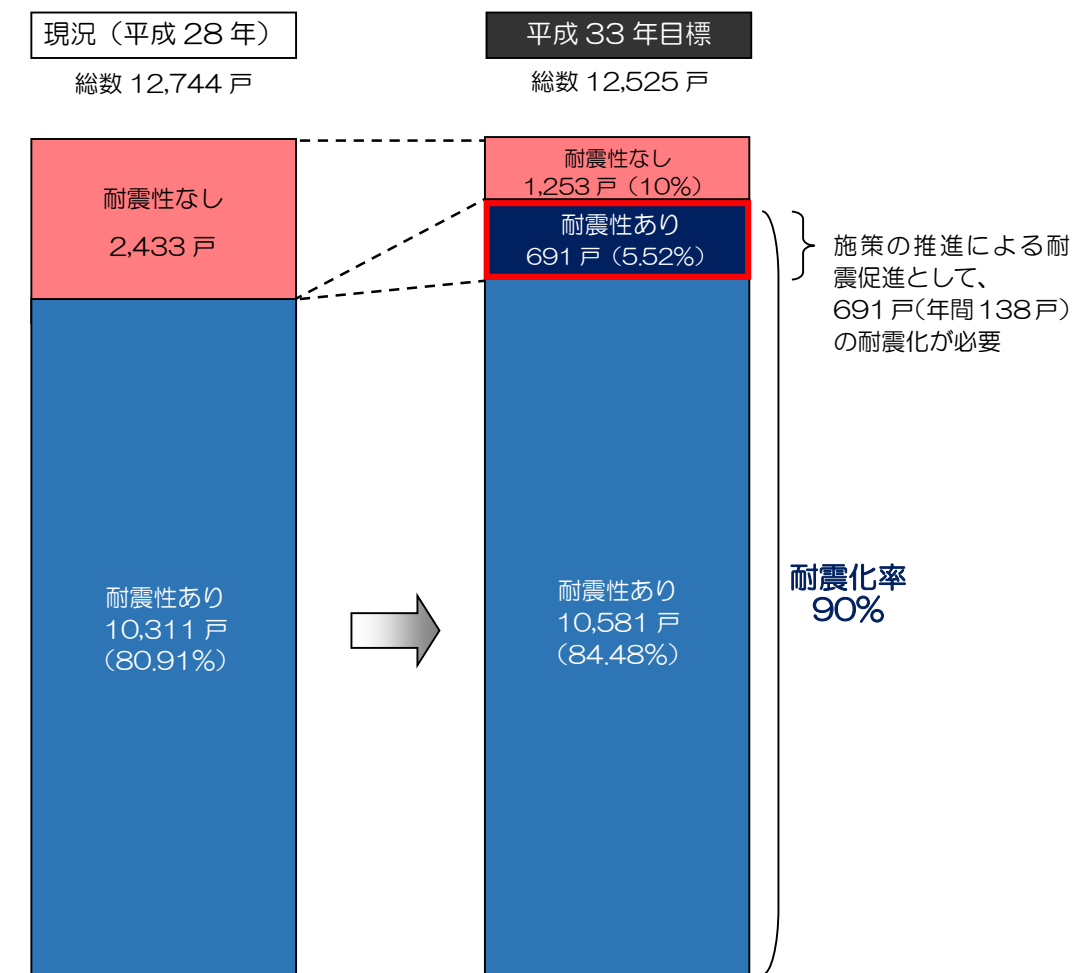 現況（平成 28 年）
総数 12,744 戸
耐震性なし
2,433 戸
耐震性あり
10,311 戸
（80.91%）
平成 33 年目標
総数 12,525 戸
耐震性なし
1,253 戸（10%）
耐震性あり
691 戸（5.52%）
耐震性あり
10,581 戸
（84.48%）
施策の推進による耐
震促進として、
691 戸（年間 138 戸）
の耐震化が必要
耐震化率
90%